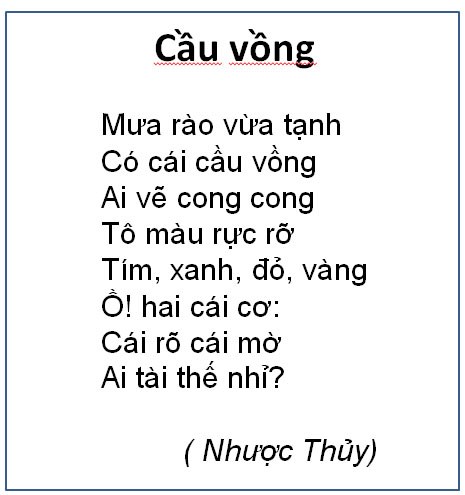 Cầu vồng
Mưa rào vừa tạnh
Có cái cầu vồng
Ai vẽ cong cong
Tô màu rực rỡ
Tím, xanh, đỏ, vàng
Ồ! hai cái cơ:
Cái rõ cái mờ
Ai tài thế nhỉ?
( Nhược Thủy)